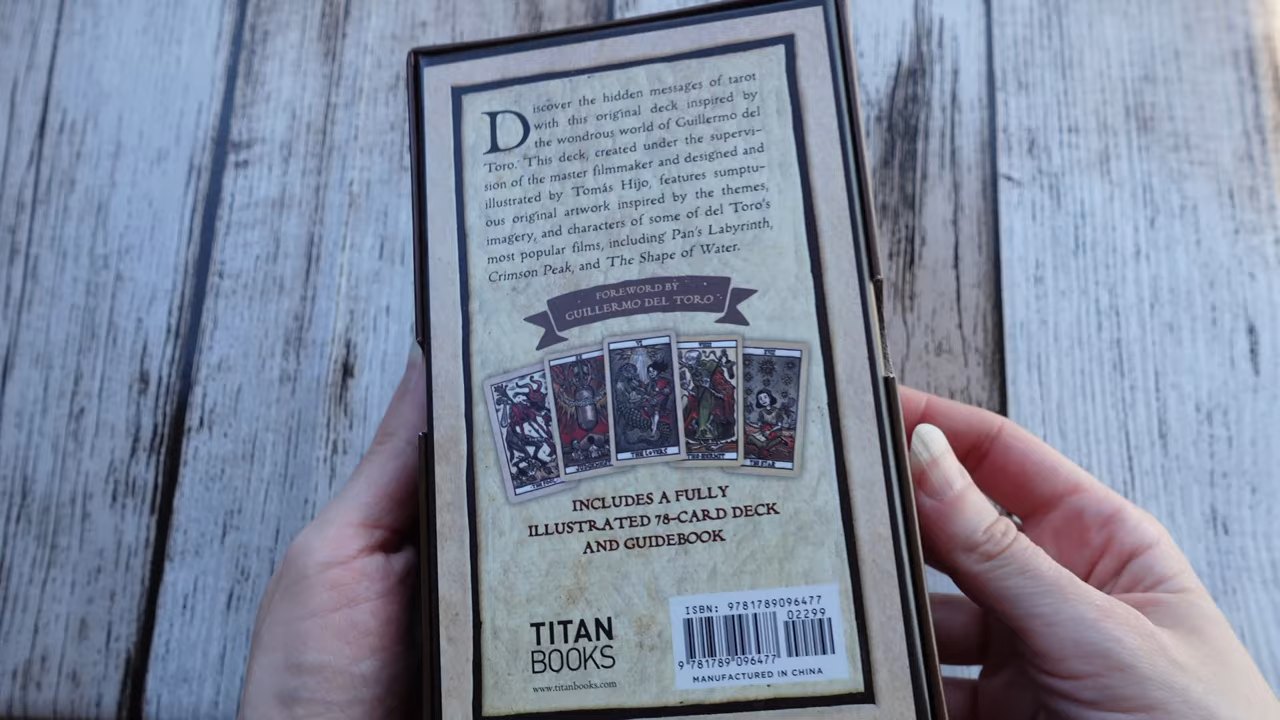 Discover the hidden messages of tarot
with this original deck inspired by
the wondrous world of Guillermo del
Toro. This deck, created under the supervi-
sion of the master filmmaker and designed and
illustrated by Tomás Hijo, features sumptu-
ous original artwork inspired by the themes,
imagery, and characters of some of del Toro's
most popular films, including Pan's Labyrinth,
Crimson Peak, and The Shape of Water.
FOREWORD BY
GUILLERMO DEL TORO
VI
THE LOVERS
THE HERMIT
THE STAR
THE FOOL
INCLUDES A FULLY
ILLUSTRATED 78-CARD DECK
AND GUIDEBOOK
TITAN
BOOKS
www.titanbooks.com
ISBN: 9781789096477
02299
9 781789 096477
MANUFACTURED IN CHINA